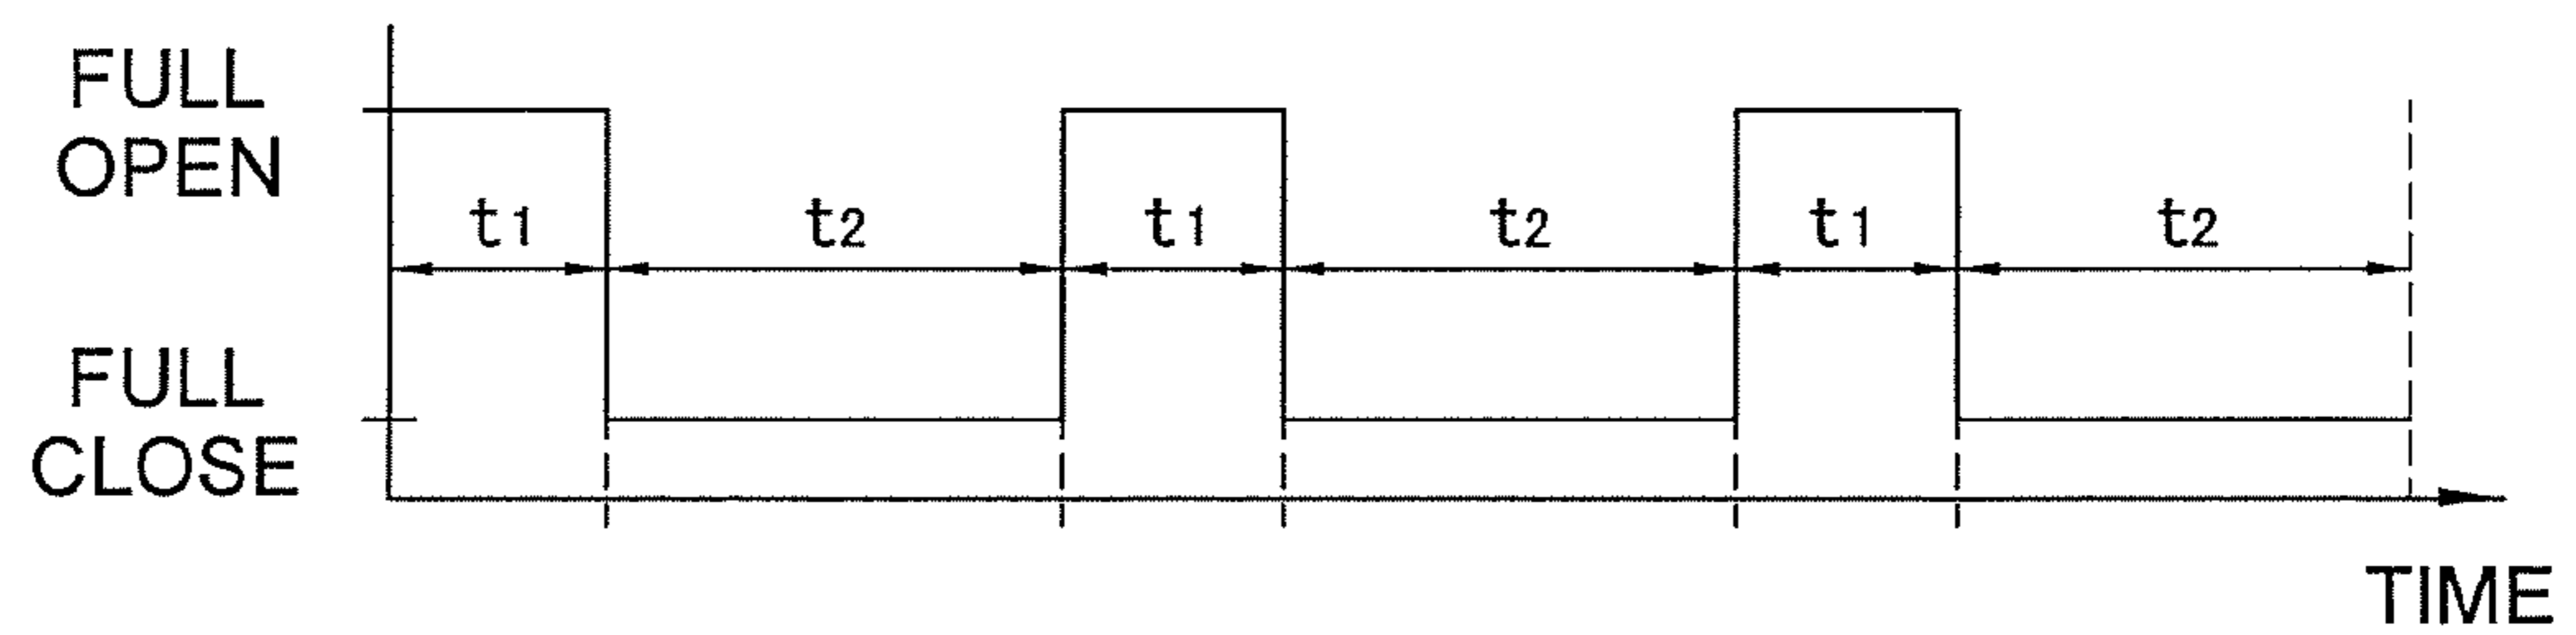 FULL
OPEN
t1 t2 t1 t2 t1 t2
FULL
CLOSE
TIME